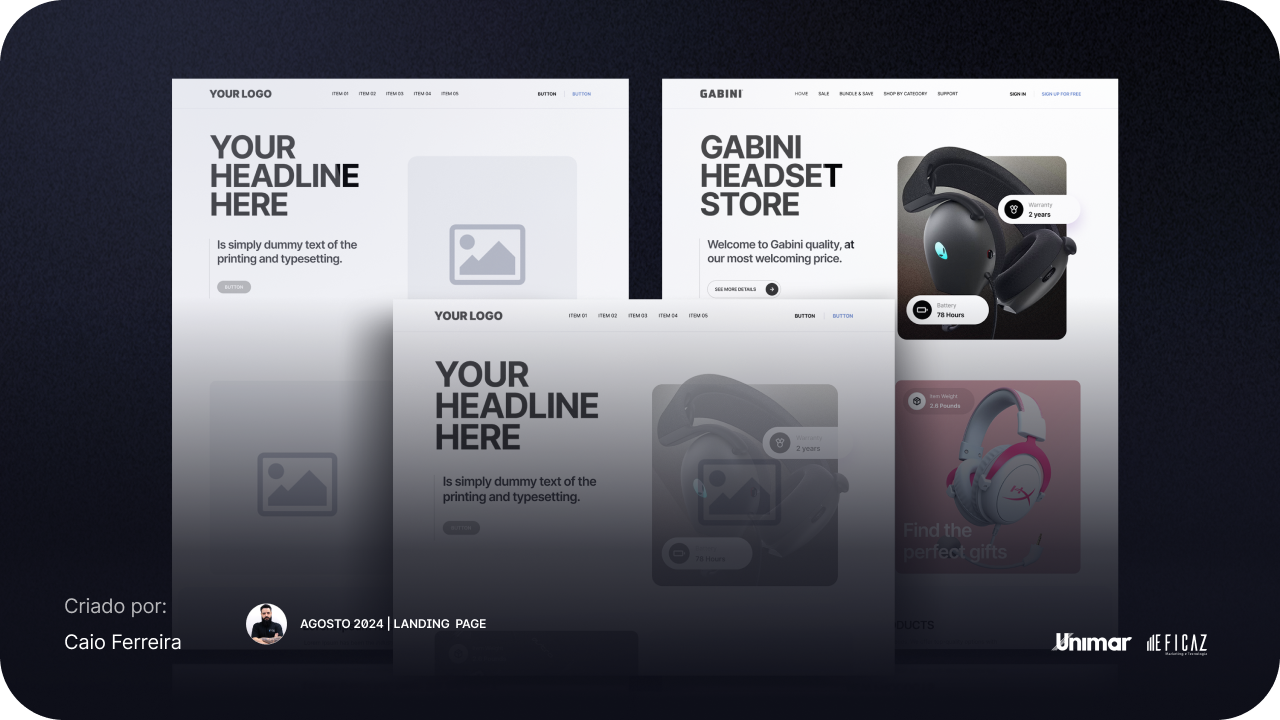 YOUR LOGO
ITEM 01 ITEM 02 ITEM 03 ITEM 04 ITEM 05
BUTTON BUTTON
YOUR
HEADLINE
HERE
Is simply dummy text of the
printing and typesetting.
BUTTON
GABINI
HOME SALE BUNDLE & SAVE SHOP BY CATEGORY SUPPORT
SIGN IN SIGN UP FOR FREE
GABINI
HEADSET
STORE
Welcome to Gabini quality, at
our most welcoming price.
SEE MORE DETAILS
Warranty
2 years
Battery
78 Hours
YOUR LOGO
ITEM 01 ITEM 02 ITEM 03 ITEM 04 ITEM 05
BUTTON BUTTON
YOUR
HEADLINE
HERE
Is simply dummy text of the
printing and typesetting.
BUTTON
Warranty
2 years
78 Hours
Item Weight
2.6 Pounds
HX
Find the
perfect gifts
Criado por:
Caio Ferreira
AGOSTO 2024 | LANDING PAGE
Unimar
EFICAZ
Marketing e Tecnologia